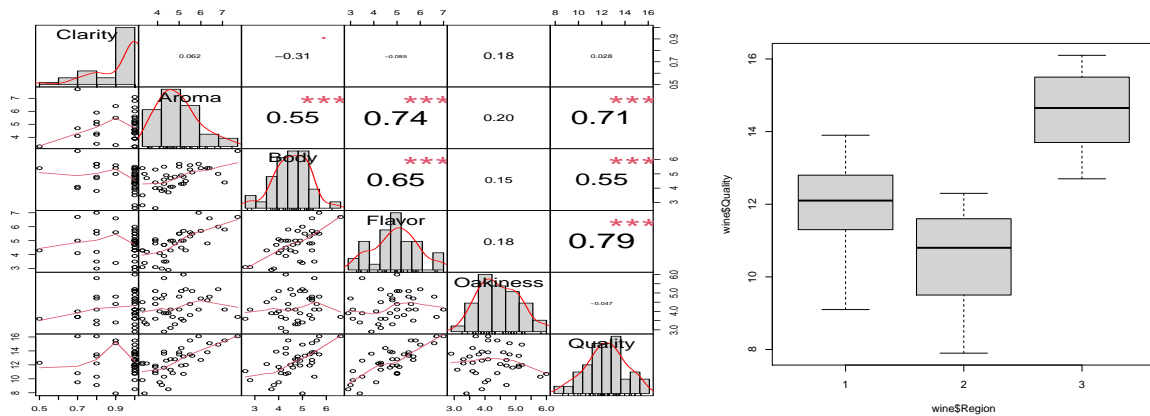 4 5 6 7
3 4 5 6 7
8 10 12 14 16
Clarity
0.062
−0.31
−0.085
0.18
0.028
0.5 0.7 0.9
Aroma
0.55
***
0.74
***
0.20
0.71
***
4 5 6 7
Body
0.65
***
0.15
0.55
***
3 4 5 6
Flavor
0.18
0.79
***
3 4 5 6 7
Oakiness
−0.047
3.0 4.0 5.0 6.0
Quality
8 10 12 14 16
0.5 0.7 0.9
3 4 5 6
3.0 4.0 5.0 6.0
wine$Quality
8 10 12 14 16
1 2 3
wine$Region